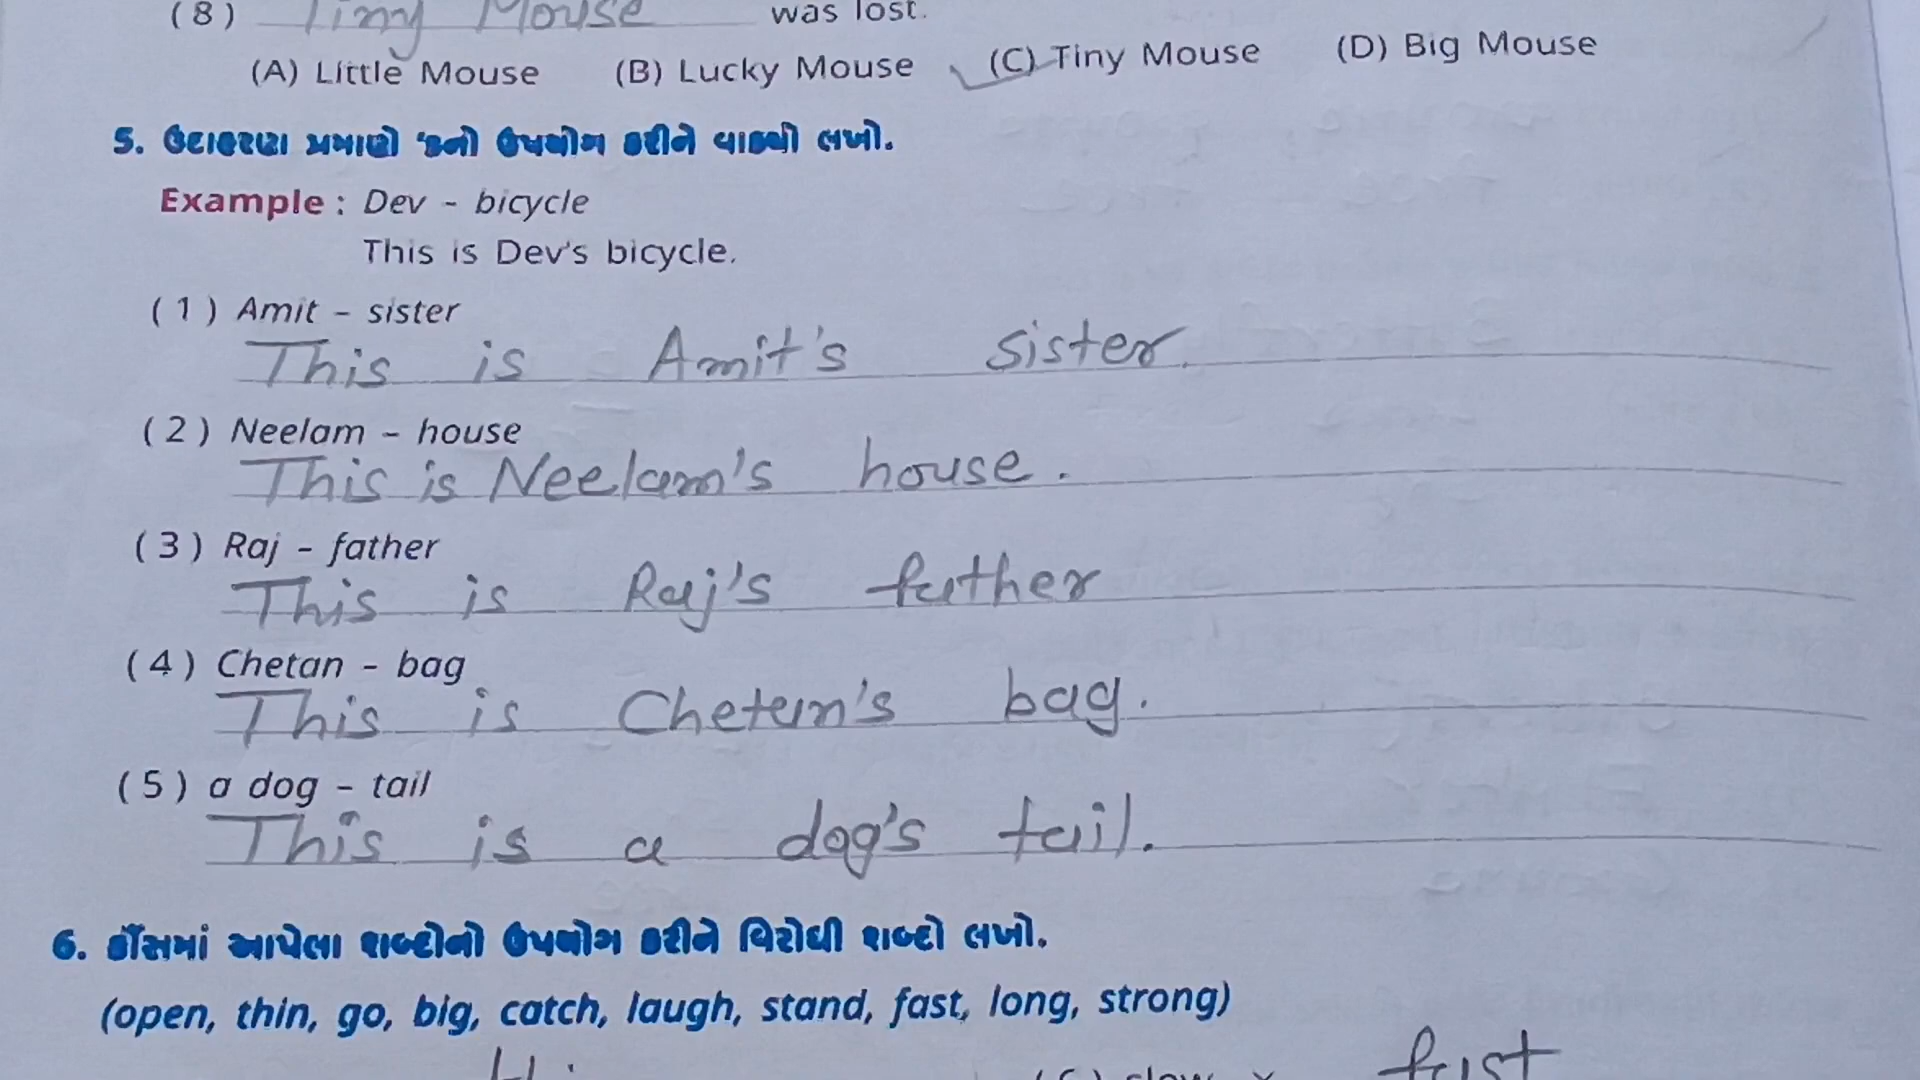 (8) Tiny Mouse was lost.
(A) Little Mouse (B) Lucky Mouse (C) Tiny Mouse (D) Big Mouse
5. ઉદાહરણ પ્રમાણે ‘sનો ઉપયોગ કરીને વાક્યો લખો.
Example : Dev - bicycle
This is Dev's bicycle.
(1) Amit - sister
This is Amit's sister.
(2) Neelam - house
This is Neelam's house.
(3) Raj - father
This is Raj's father
(4) Chetan - bag
This is Chetan's bag.
(5) a dog - tail
This is a dog's tail.
6. કૌંસમાં આપેલા શબ્દોનો ઉપયોગ કરીને વિરોધી શબ્દો લખો.
(open, thin, go, big, catch, laugh, stand, fast, long, strong)
slow x fast